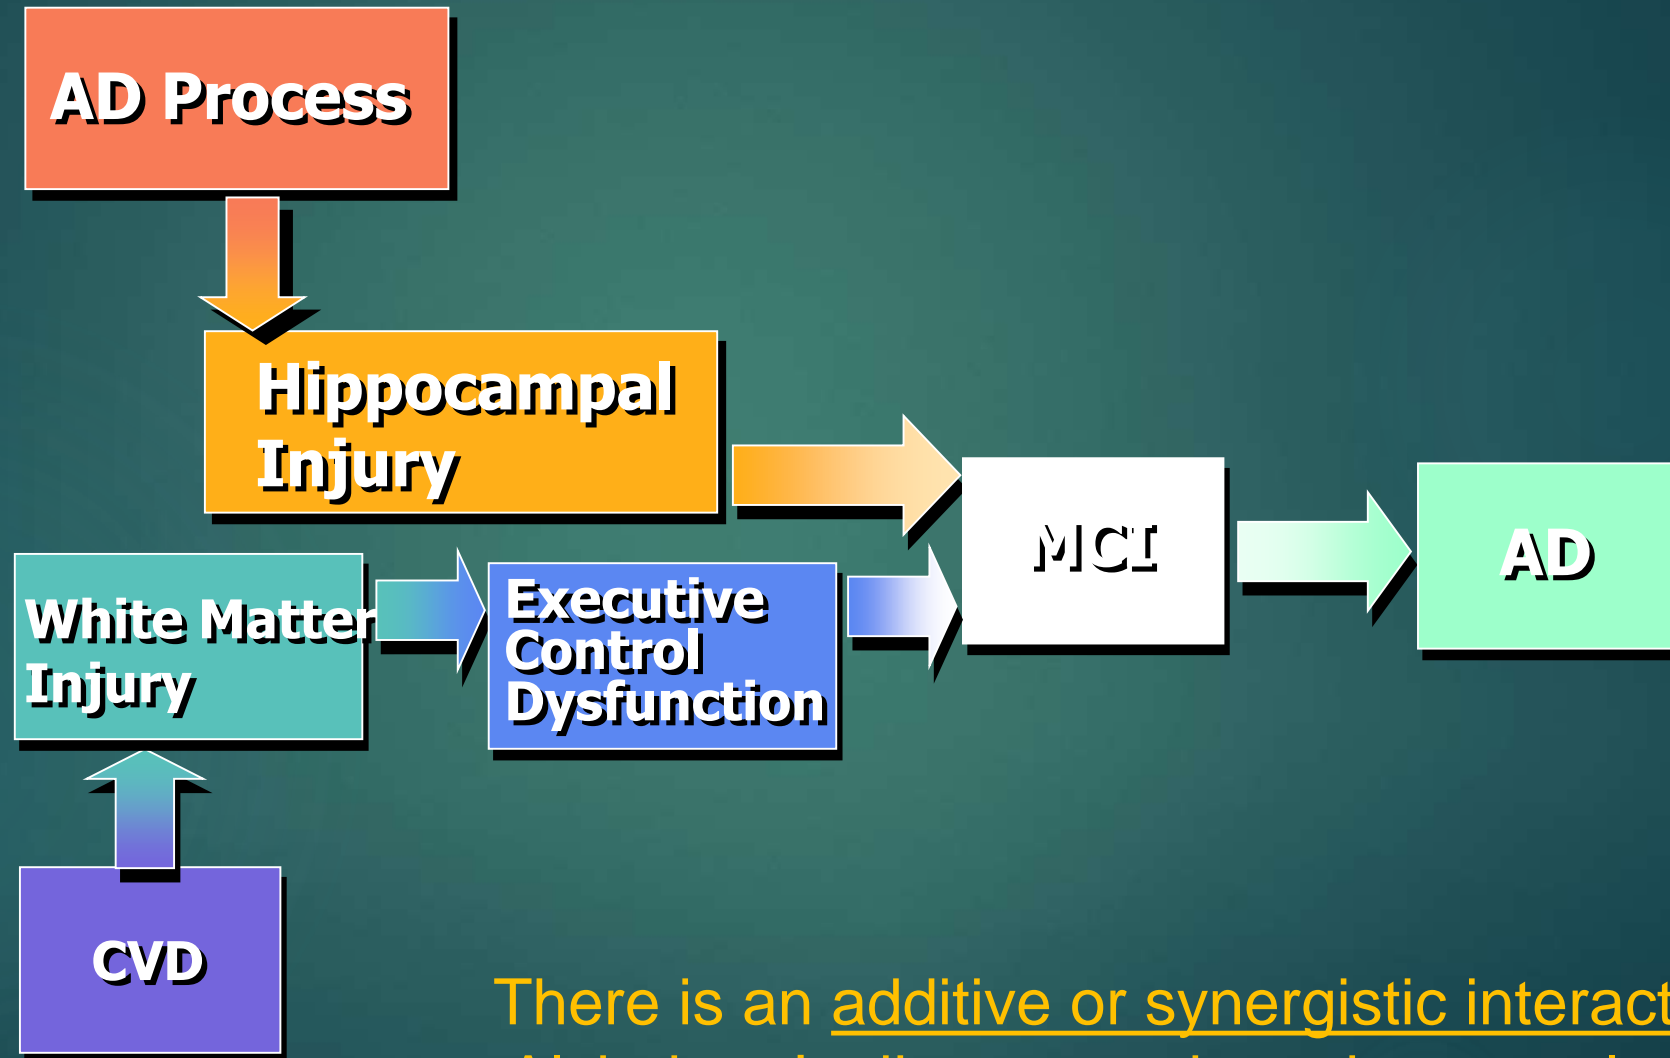 AD Process
Hippocampal
Injury
White Matter
Injury
Executive
Control
Dysfunction
MCI
AD
CVD
There is an additive or synergistic interact